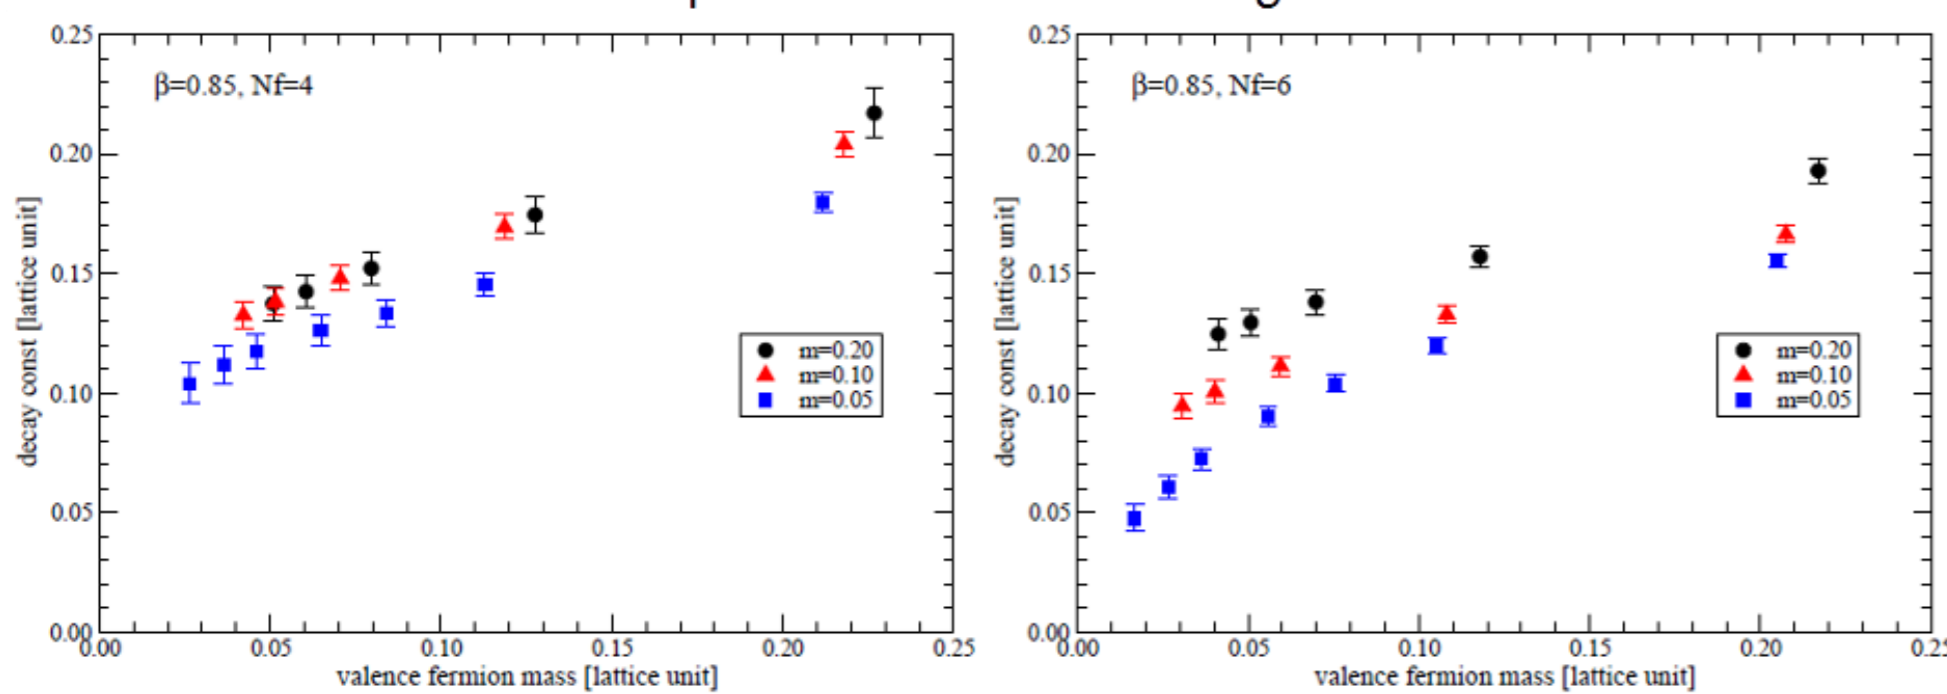 0.25
β=0.85, Nf=4
0.20
0.15
0.10
0.05
0.00
decay const [lattice unit]
m=0.20
m=0.10
m=0.05
0.00 0.05 0.10 0.15 0.20 0.25
valence fermion mass [lattice unit]
0.25
β=0.85, Nf=6
0.20
0.15
0.10
0.05
0.00
decay const [lattice unit]
m=0.20
m=0.10
m=0.05
0.00 0.05 0.10 0.15 0.20
valence fermion mass [lattice unit]